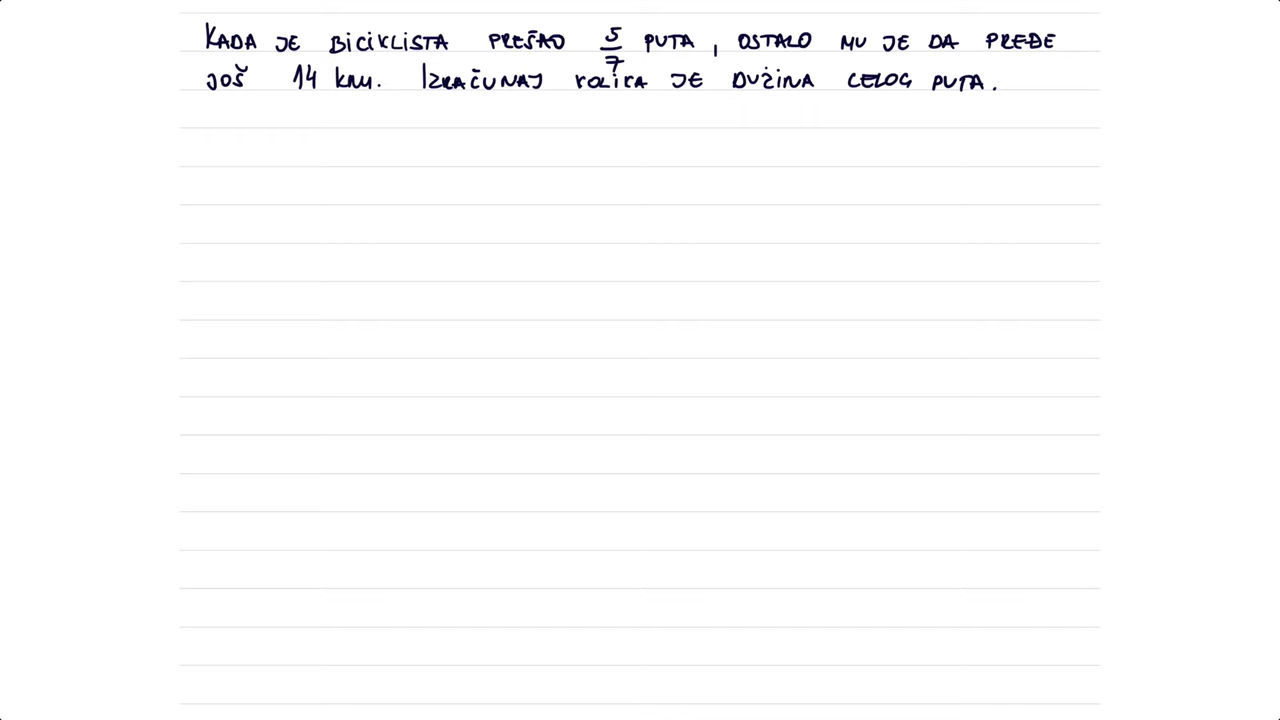 KADA JE BICIKLISTA PREŠAO 5/7 PUTA, OSTALO MU JE DA PREĐE
JOŠ 14 km. IZRAČUNAJ KOLIKA JE DUŽINA CELOG PUTA.